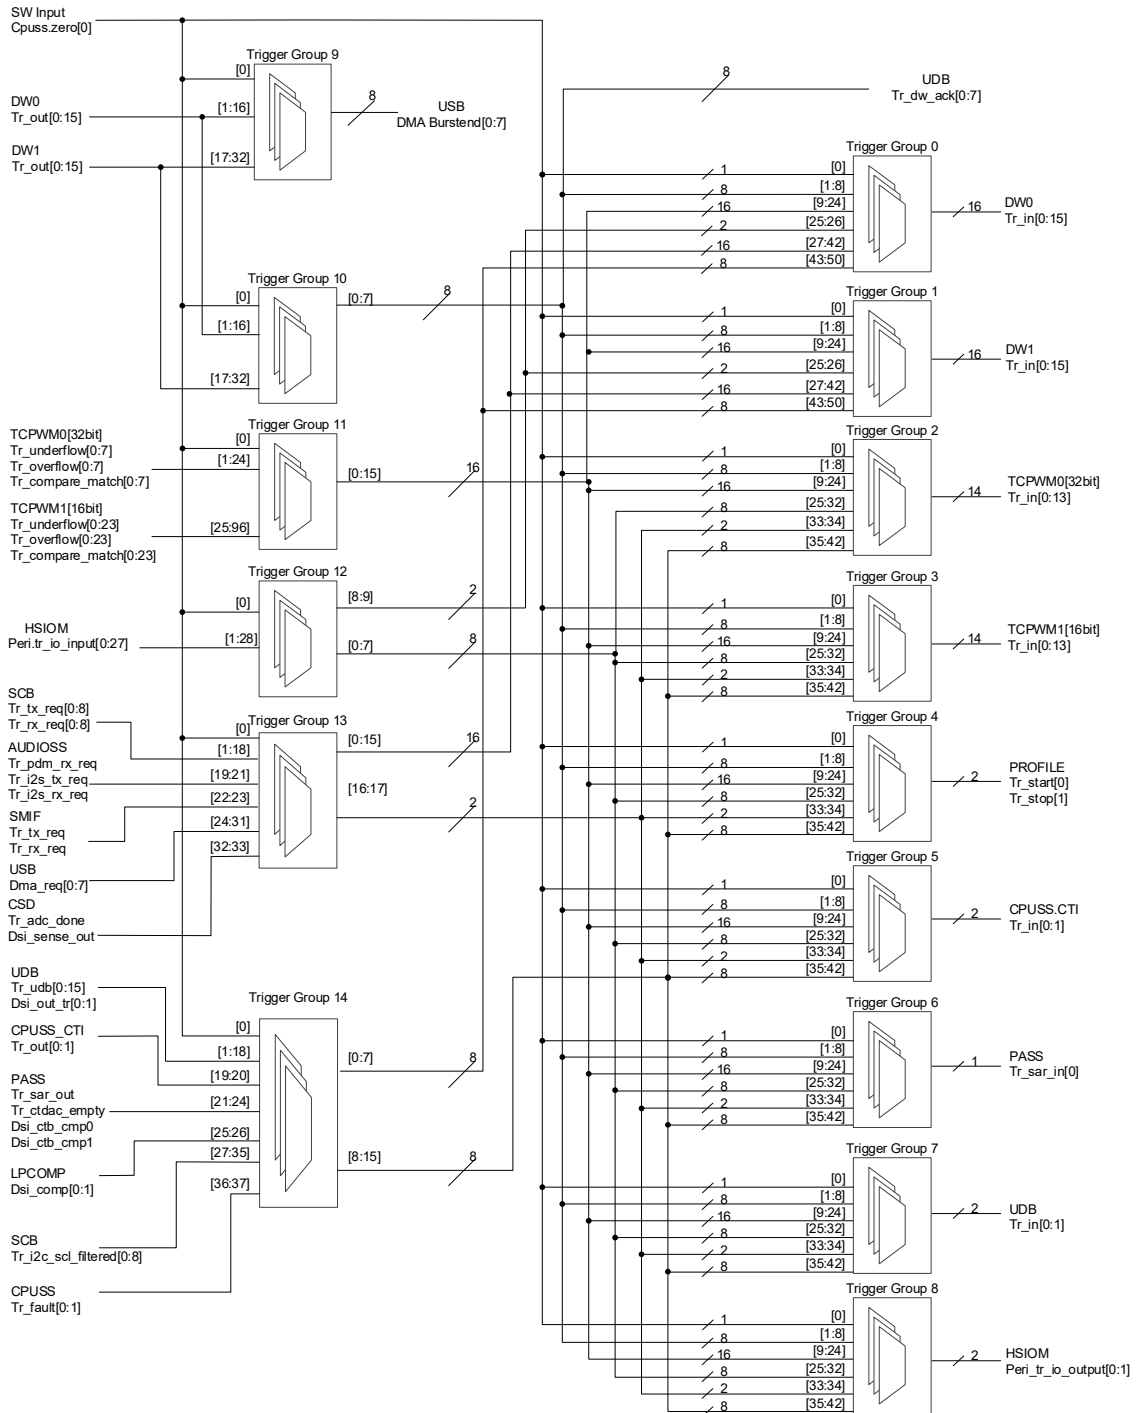 SW Input
Cpuss.zero[0]
Trigger Group 9
[0]
DW0
Tr_out[0:15]
[1:16]
8
USB
DMA Burstend[0:7]
DW1
Tr_out[0:15]
[17:32]
8
UDB
Tr_dw_ack[0:7]
Trigger Group 10
[0]
[0:7]
8
[1:16]
[17:32]
Trigger Group 11
TCPWM0[32bit]
Tr_underflow[0:7]
Tr_overflow[0:7]
Tr_compare_match[0:7]
[0]
[1:24]
[0:15]
16
TCPWM1[16bit]
Tr_underflow[0:23]
Tr_overflow[0:23]
Tr_compare_match[0:23]
[25:96]
Trigger Group 12
[0]
[8:9]
2
HSIOM
Peri.tr_io_input[0:27]
[1:28]
[0:7]
8
SCB
Tr_tx_req[0:8]
Tr_rx_req[0:8]
Trigger Group 13
[0]
[0:15]
16
AUDIOSS
Tr_pdm_rx_req
Tr_i2s_tx_req
Tr_i2s_rx_req
[1:18]
[19:21]
[16:17]
2
SMIF
Tr_tx_req
Tr_rx_req
[22:23]
[24:31]
[32:33]
USB
Dma_req[0:7]
CSD
Tr_adc_done
Dsi_sense_out
UDB
Tr_udb[0:15]
Dsi_out_tr[0:1]
Trigger Group 14
[0]
CPUSS_CTI
Tr_out[0:1]
[1:18]
[0:7]
8
[19:20]
PASS
Tr_sar_out
Tr_ctdac_empty
Dsi_ctb_cmp0
Dsi_ctb_cmp1
[21:24]
[25:26]
[27:35]
[8:15]
8
LPCOMP
Dsi_comp[0:1]
[36:37]
SCB
Tr_i2c_scl_filtered[0:8]
CPUSS
Tr_fault[0:1]
Trigger Group 0
1 [0]
8 [1:8]
16 [9:24]
2 [25:26]
16 [27:42]
8 [43:50]
16
DW0
Tr_in[0:15]
Trigger Group 1
1 [0]
8 [1:8]
16 [9:24]
2 [25:26]
16 [27:42]
8 [43:50]
16
DW1
Tr_in[0:15]
Trigger Group 2
1 [0]
8 [1:8]
16 [9:24]
8 [25:32]
2 [33:34]
8 [35:42]
14
TCPWM0[32bit]
Tr_in[0:13]
Trigger Group 3
1 [0]
8 [1:8]
16 [9:24]
8 [25:32]
2 [33:34]
8 [35:42]
14
TCPWM1[16bit]
Tr_in[0:13]
Trigger Group 4
1 [0]
8 [1:8]
16 [9:24]
8 [25:32]
2 [33:34]
8 [35:42]
2
PROFILE
Tr_start[0]
Tr_stop[1]
Trigger Group 5
1 [0]
8 [1:8]
16 [9:24]
8 [25:32]
2 [33:34]
8 [35:42]
2
CPUSS.CTI
Tr_in[0:1]
Trigger Group 6
1 [0]
8 [1:8]
16 [9:24]
8 [25:32]
2 [33:34]
8 [35:42]
1
PASS
Tr_sar_in[0]
Trigger Group 7
1 [0]
8 [1:8]
16 [9:24]
8 [25:32]
2 [33:34]
8 [35:42]
2
UDB
Tr_in[0:1]
Trigger Group 8
1 [0]
8 [1:8]
16 [9:24]
8 [25:32]
2 [33:34]
8 [35:42]
2
HSIOM
Peri_tr_io_output[0:1]